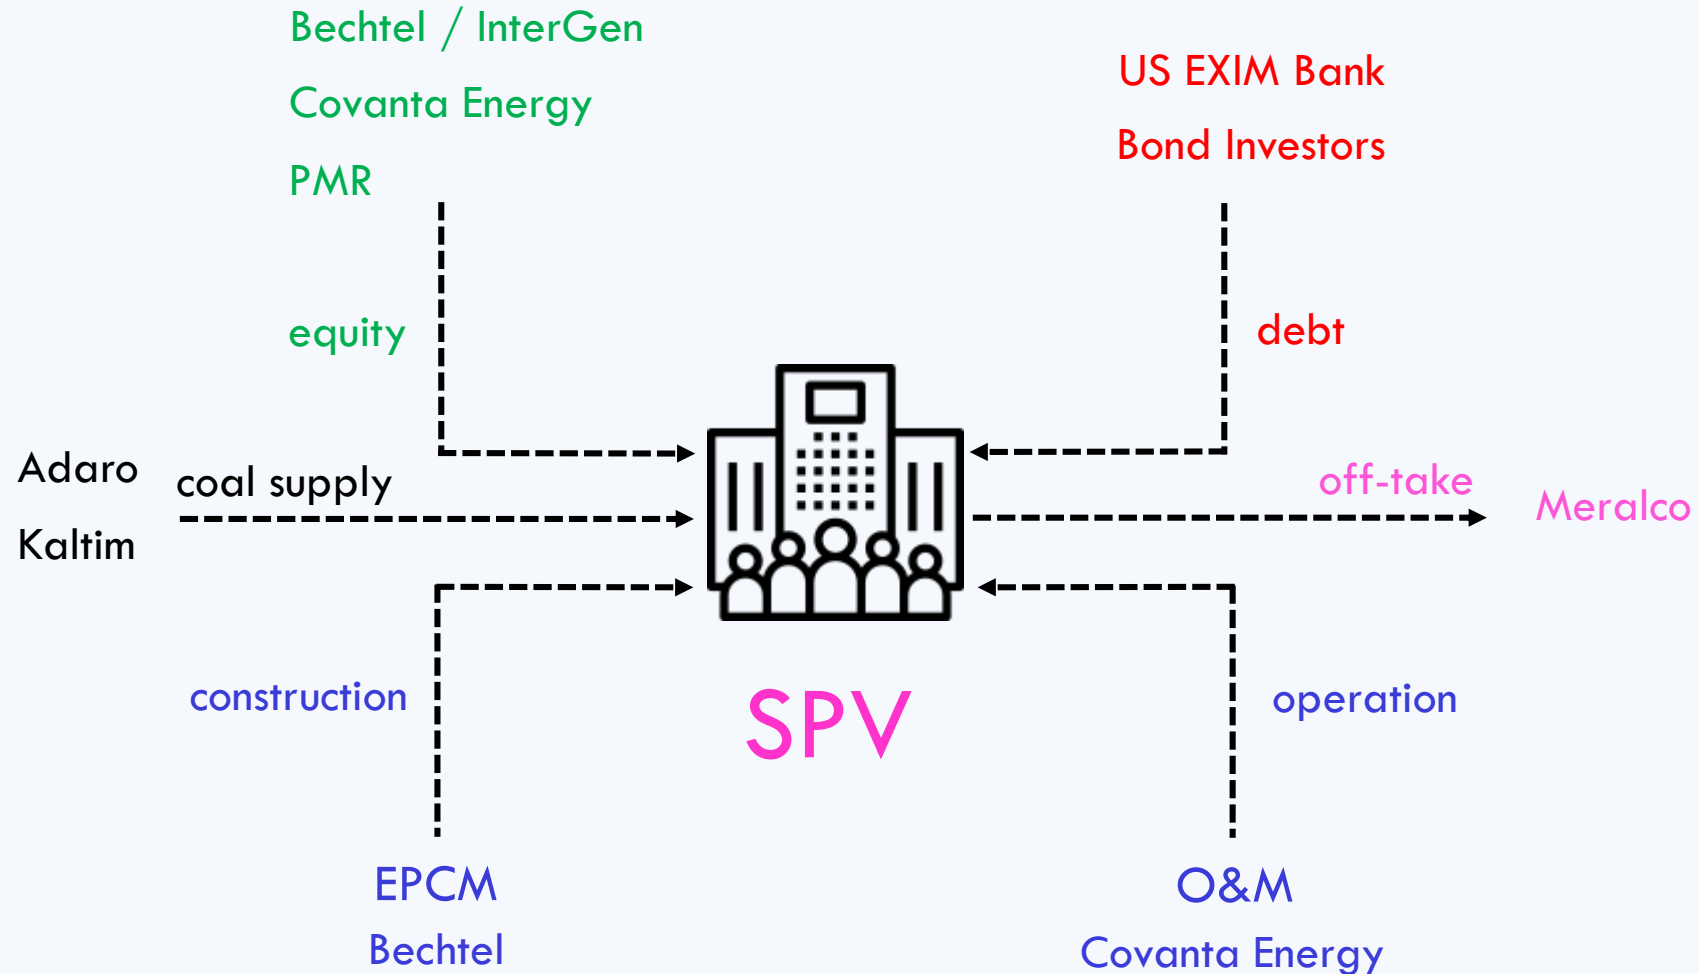 Bechtel / InterGen
Covanta Energy
PMR
US EXIM Bank
Bond Investors
equity
debt
Adaro
Kaltim
coal supply
off-take
Meralco
construction
SPV
operation
EPCM
Bechtel
O&M
Covanta Energy